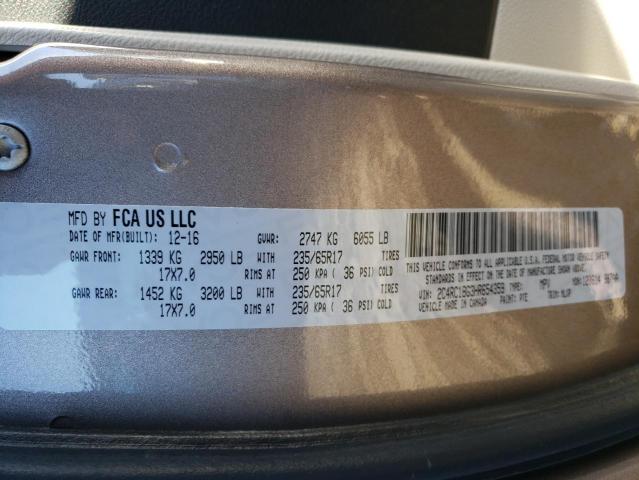 MFD BY FCA US LLC
DATE OF MFR(BUILT): 12-16 GVWR: 2747 KG 6055 LB
GAWR FRONT: 1339 KG 2950 LB WITH 235/65R17 TIRES
17X7.0 RIMS AT 250 KPA ( 36 PSI) COLD
GAWR REAR: 1452 KG 3200 LB WITH 235/65R17 TIRES
17X7.0 RIMS AT 250 KPA ( 36 PSI) COLD
THIS VEHICLE CONFORMS TO ALL APPLICABLE U.S.A. FEDERAL MOTOR VEHICLE SAFETY
STANDARDS IN EFFECT ON THE DATE OF MANUFACTURE SHOWN ABOVE.
VIN: TYPE: MPV MDH:
VEHICLE MADE IN CANADA PAINT: TRIM: